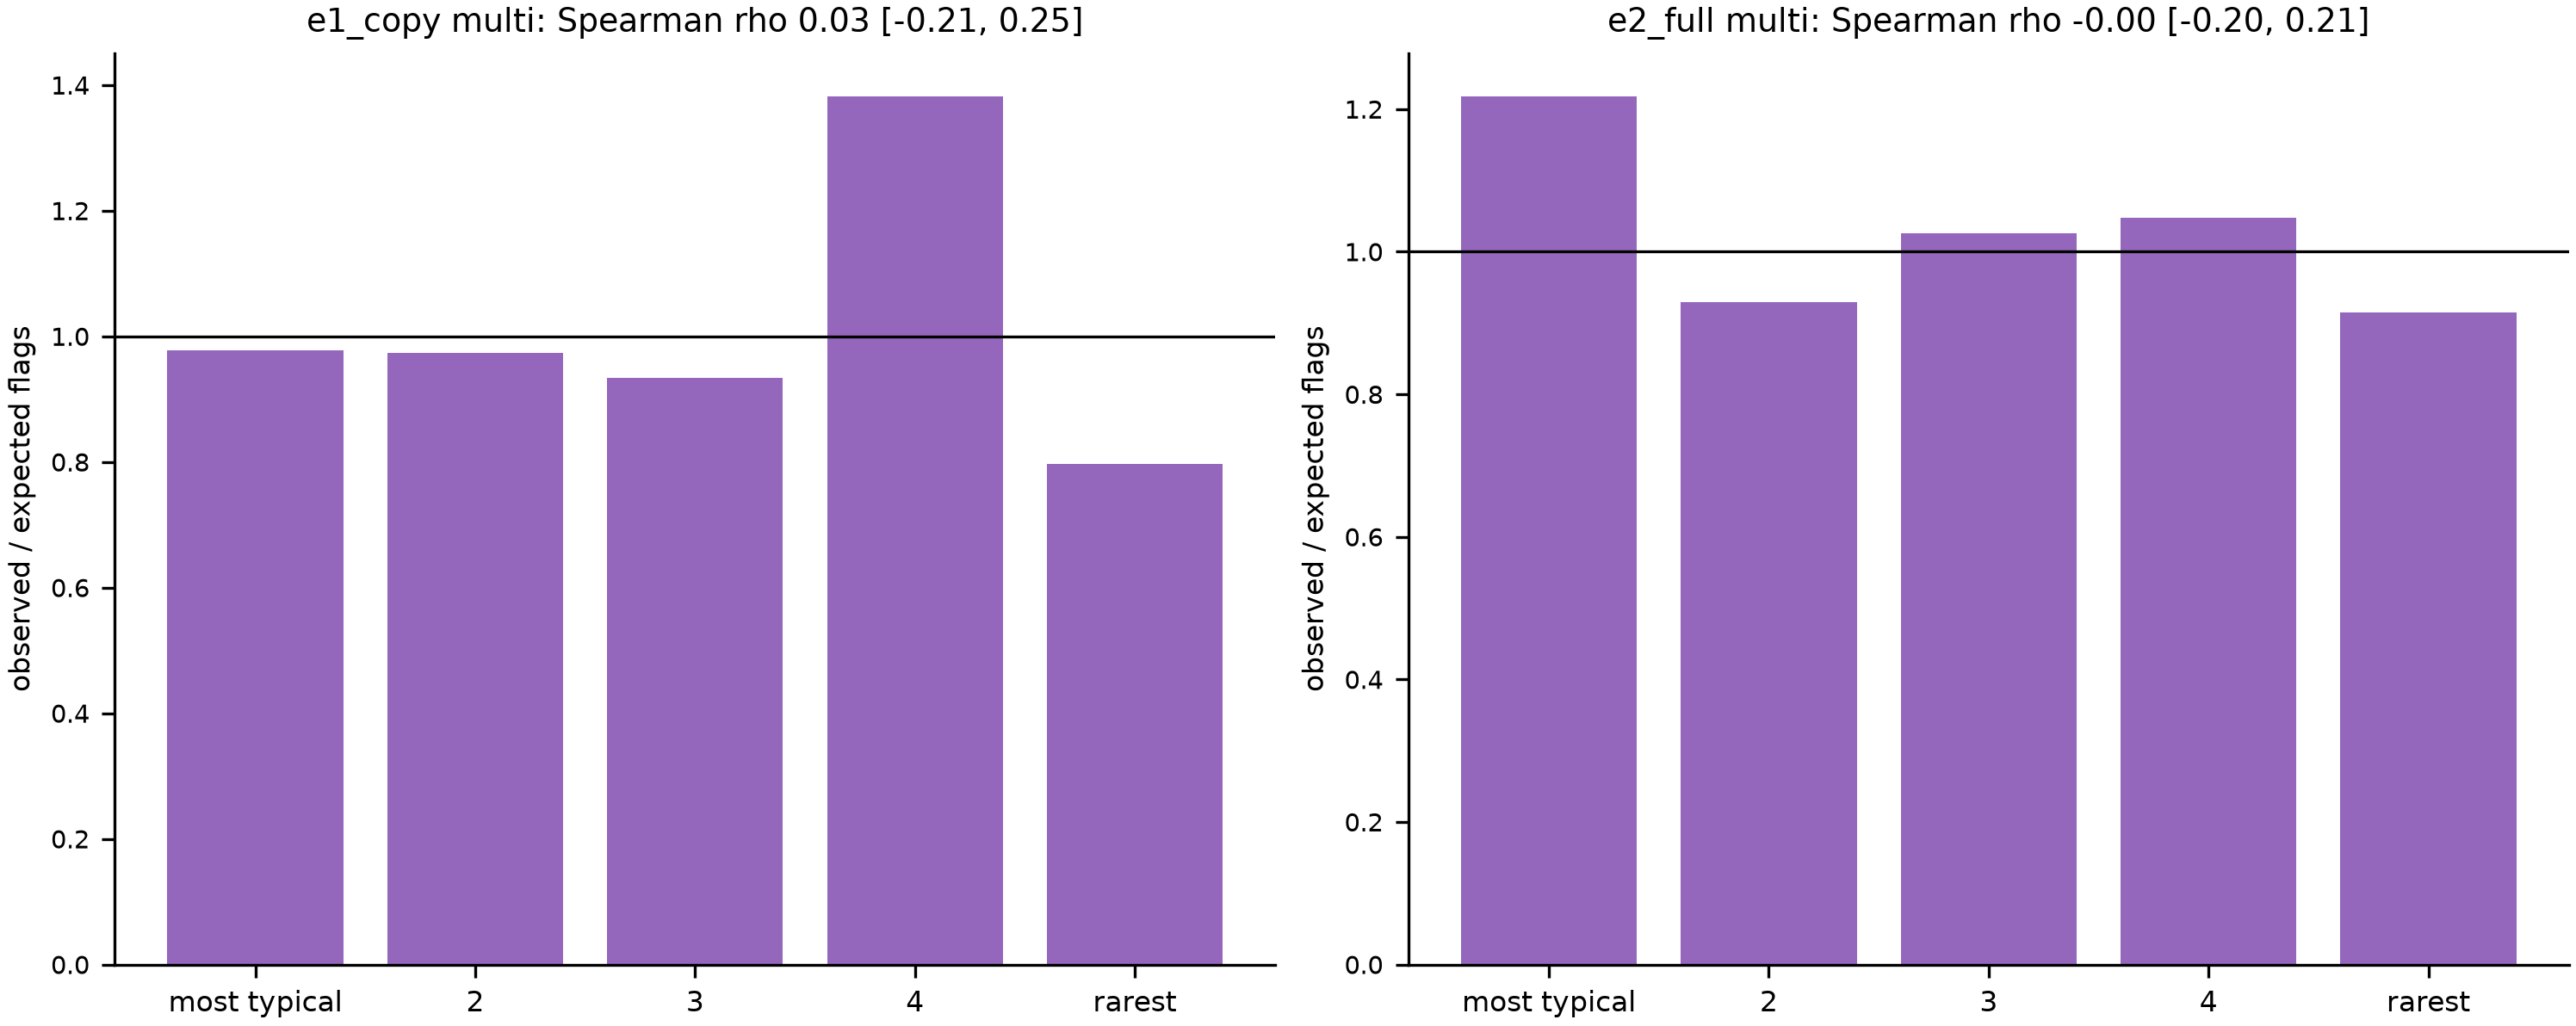 e1_copy multi: Spearman rho 0.03 [-0.21, 0.25]
observed / expected flags
1.4
1.2
1.0
0.8
0.6
0.4
0.2
0.0
most typical 2 3 4 rarest
e2_full multi: Spearman rho -0.00 [-0.20, 0.21]
observed / expected flags
1.2
1.0
0.8
0.6
0.4
0.2
0.0
most typical 2 3 4 rarest